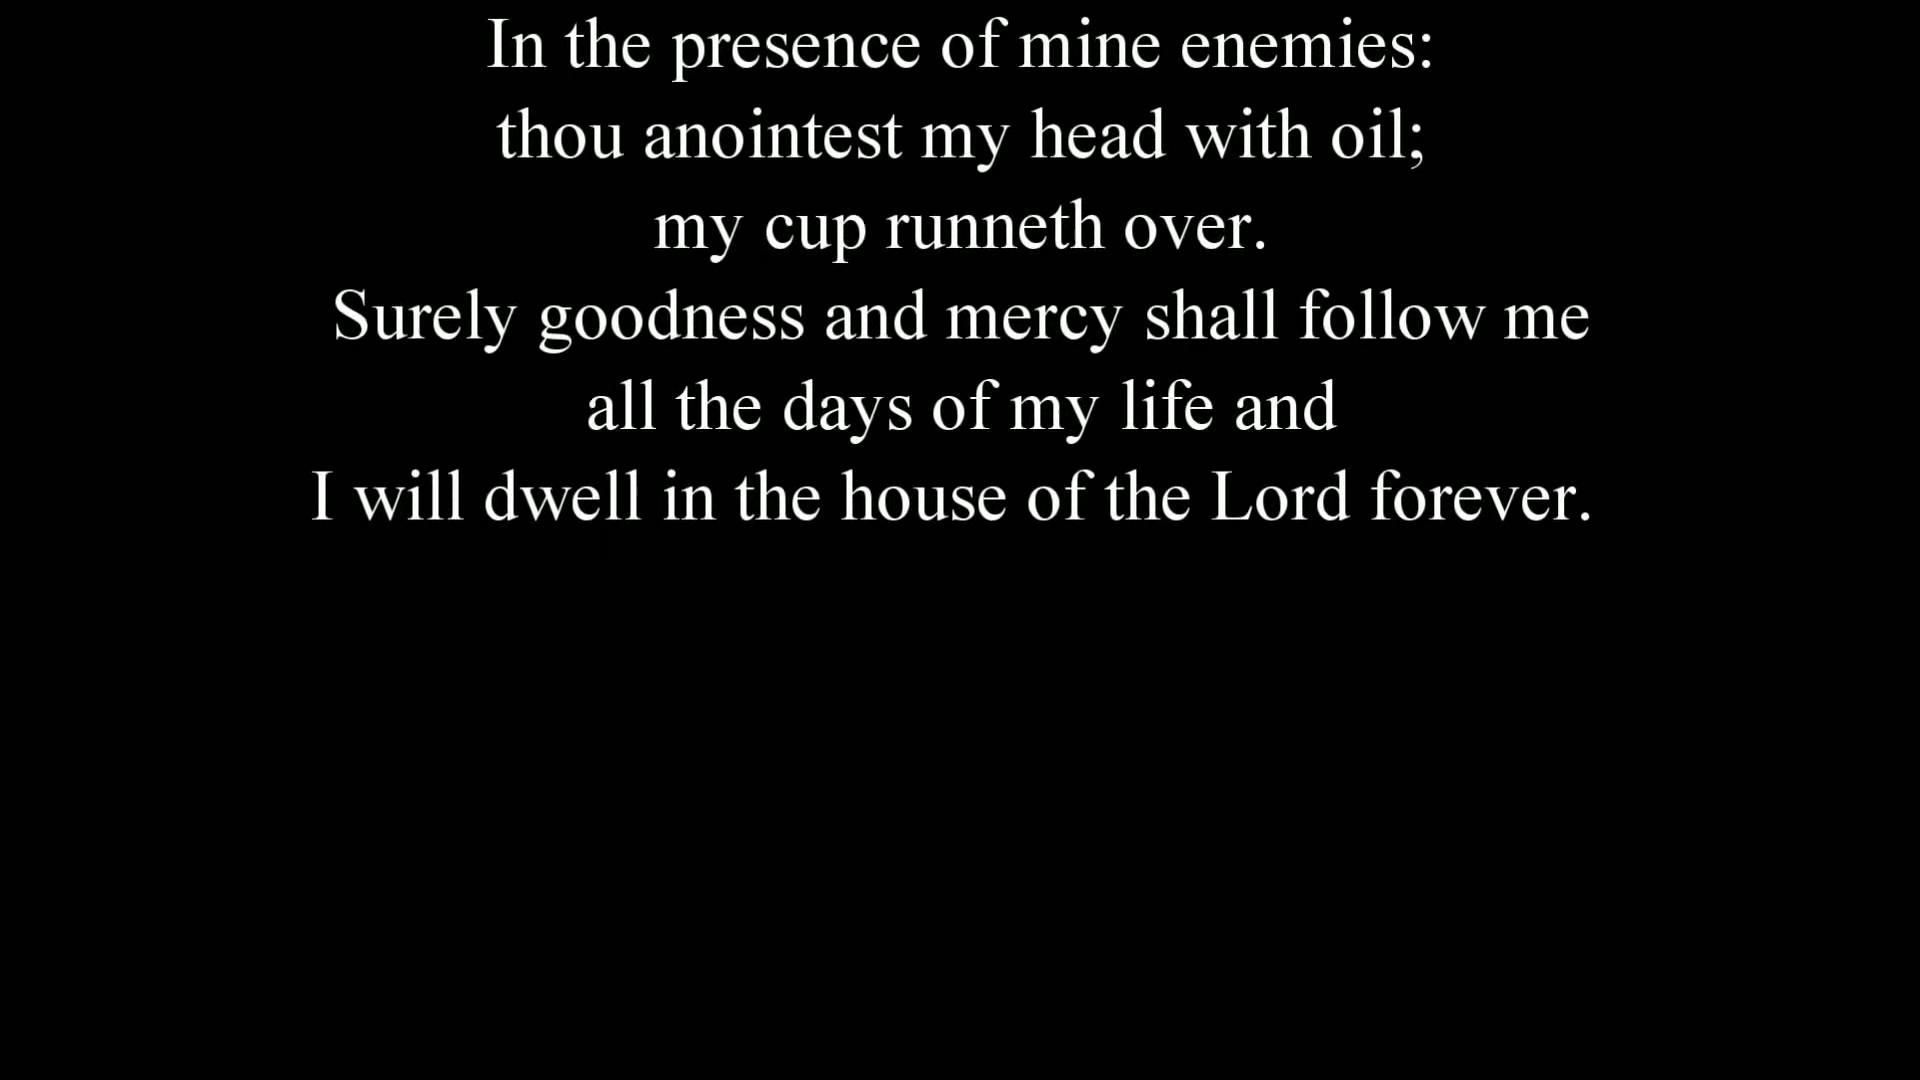 In the presence of mine enemies:
thou anointest my head with oil;
my cup runneth over.
Surely goodness and mercy shall follow me
all the days of my life and
I will dwell in the house of the Lord forever.